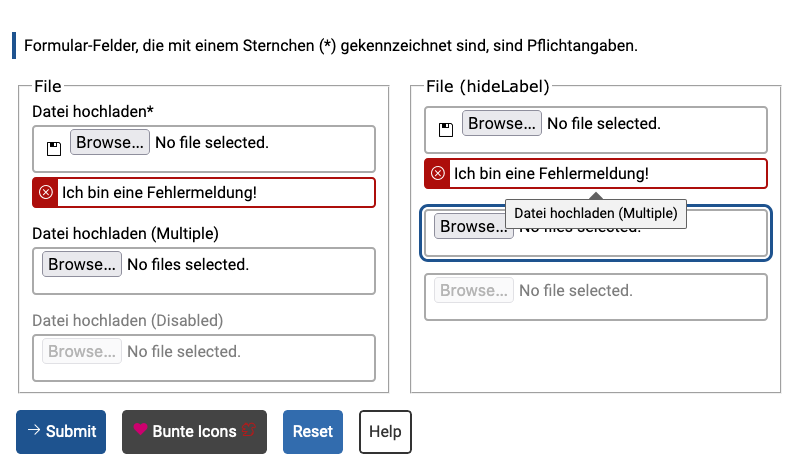 Formular-Felder, die mit einem Sternchen (*) gekennzeichnet sind, sind Pflichtangaben.
File
Datei hochladen*
Browse... No file selected.
Ich bin eine Fehlermeldung!
Datei hochladen (Multiple)
Browse... No files selected.
Datei hochladen (Disabled)
Browse... No file selected.
File (hideLabel)
Browse... No file selected.
Ich bin eine Fehlermeldung!
Datei hochladen (Multiple)
Browse... No files selected.
Browse... No file selected.
Submit
Bunte Icons
Reset
Help